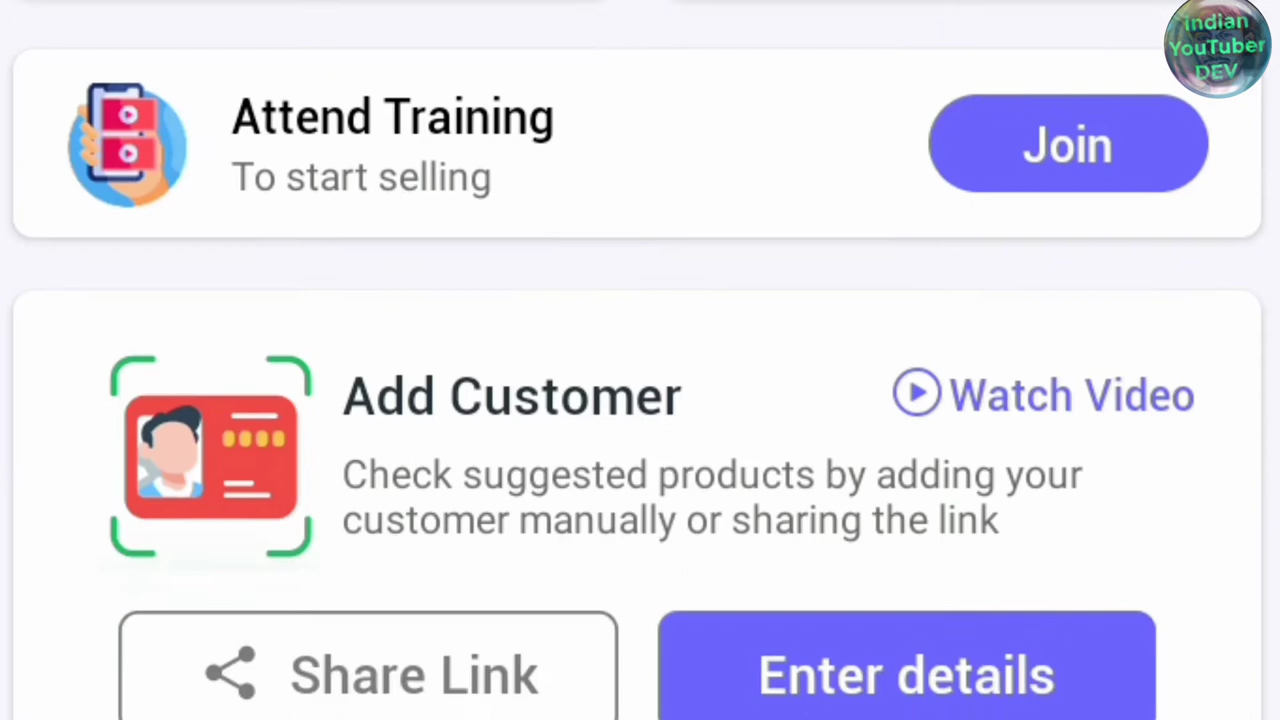 Indian
YouTuber
DEV
Attend Training
To start selling
Join
Add Customer
Watch Video
Check suggested products by adding your
customer manually or sharing the link
Share Link
Enter details